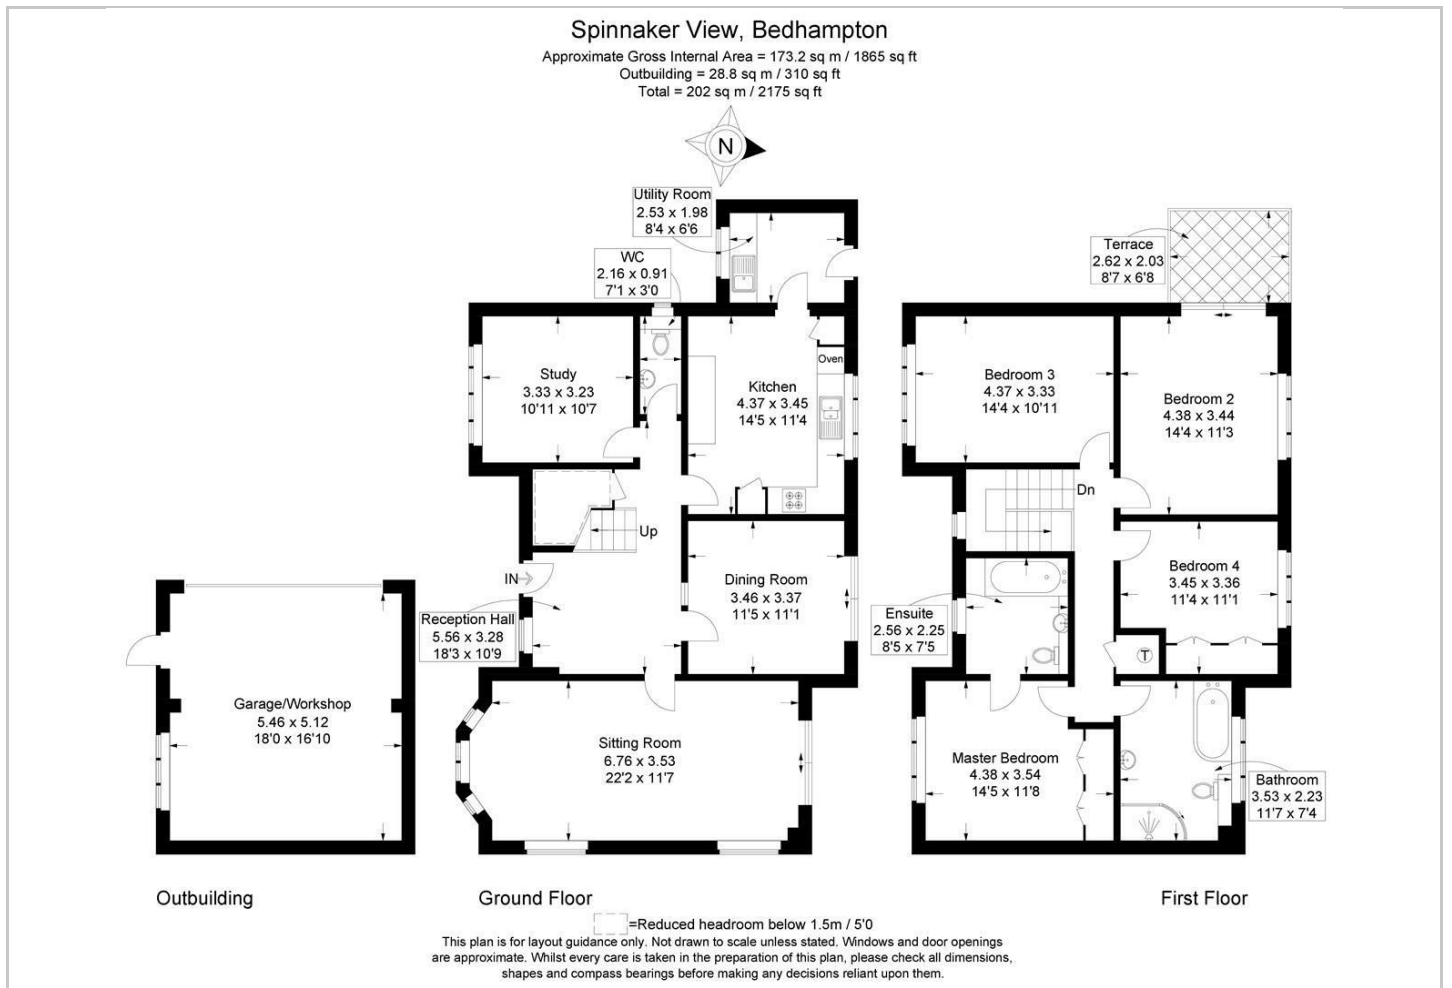 Spinnaker View, Bedhampton
Approximate Gross Internal Area = 173.2 sq m / 1865 sq ft
Outbuilding = 28.8 sq m / 310 sq ft
Total = 202 sq m / 2175 sq ft
N
Utility Room
2.53 x 1.98
8'4 x 6'6
WC
2.16 x 0.91
7'1 x 3'0
Terrace
2.62 x 2.03
8'7 x 6'8
Study
3.33 x 3.23
10'11 x 10'7
Kitchen
4.37 x 3.45
14'5 x 11'4
Oven
Bedroom 3
4.37 x 3.33
14'4 x 10'11
Bedroom 2
4.38 x 3.44
14'4 x 11'3
Up
Dn
IN
Reception Hall
5.56 x 3.28
18'3 x 10'9
Dining Room
3.46 x 3.37
11'5 x 11'1
Ensuite
2.56 x 2.25
8'5 x 7'5
Bedroom 4
3.45 x 3.36
11'4 x 11'1
T
Garage/Workshop
5.46 x 5.12
18'0 x 16'10
Sitting Room
6.76 x 3.53
22'2 x 11'7
Master Bedroom
4.38 x 3.54
14'5 x 11'8
Bathroom
3.53 x 2.23
11'7 x 7'4
Outbuilding
Ground Floor
First Floor
=Reduced headroom below 1.5m / 5'0
This plan is for layout guidance only. Not drawn to scale unless stated. Windows and door openings
are approximate. Whilst every care is taken in the preparation of this plan, please check all dimensions,
shapes and compass bearings before making any decisions reliant upon them.